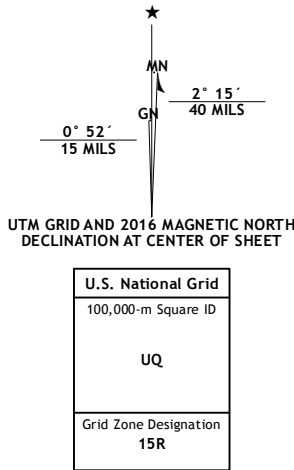 ★
MN
GN
2° 15´
40 MILS
0° 52´
15 MILS
UTM GRID AND 2016 MAGNETIC NORTH
DECLINATION AT CENTER OF SHEET
U.S. National Grid
100,000-m Square ID
UQ
Grid Zone Designation
15R